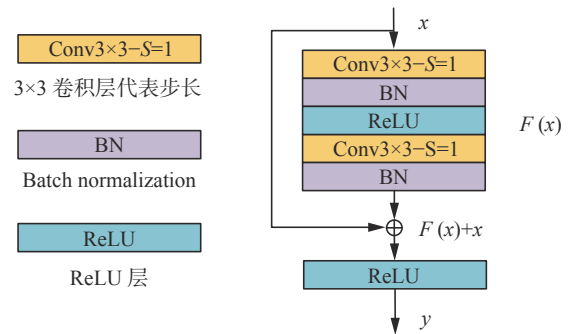 Conv3×3−S=1
3×3 卷积层代表步长
BN
Batch normalization
ReLU
ReLU 层
x
Conv3×3−S=1
BN
ReLU
Conv3×3−S=1
BN
F (x)
F (x)+x
ReLU
y